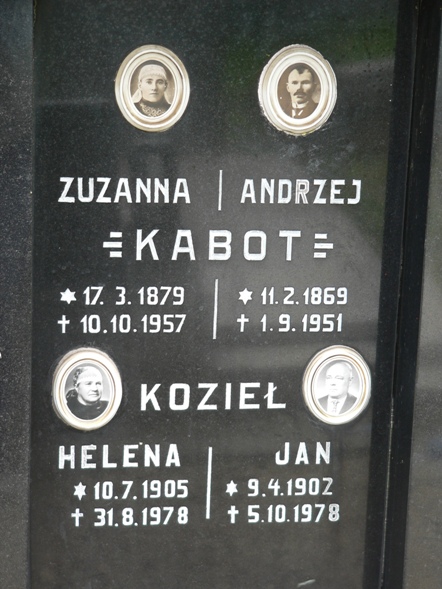 ZUZANNA | ANDRZEJ
KABOT
* 17. 3. 1879 | * 11. 2. 1869
† 10.10.1957 | † 1. 9. 1951
KOZIEŁ
HELENA | JAN
* 10.7.1905 | * 9.4.1902
† 31.8.1978 | † 5.10.1978